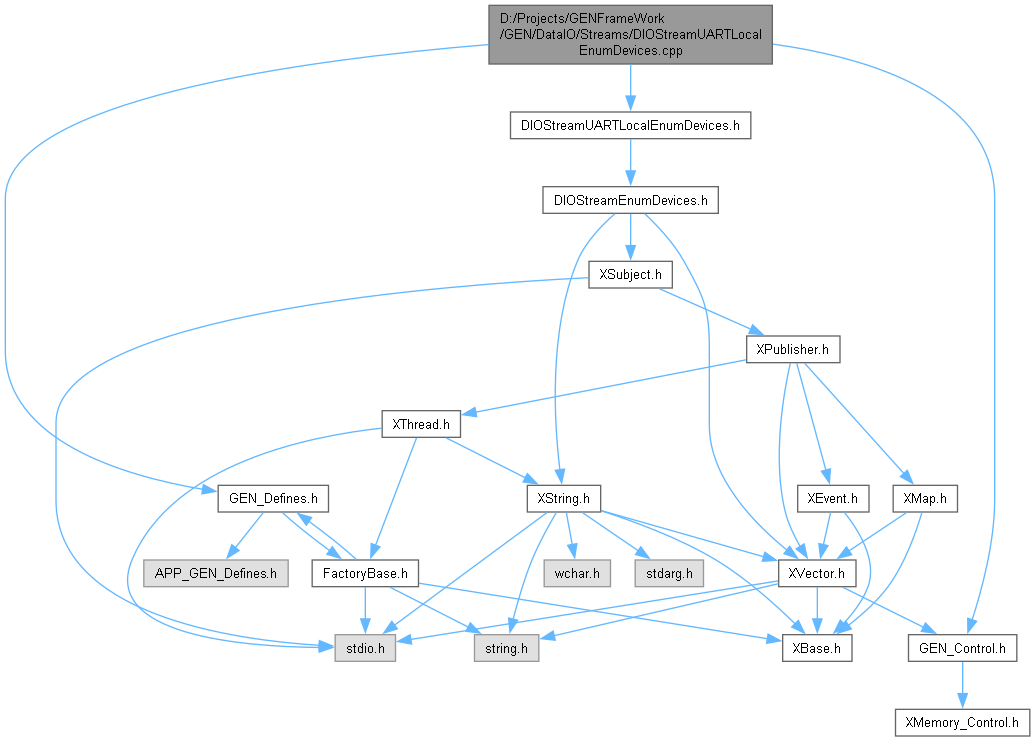 D:/Projects/GENFrameWork
/GEN/DataIO/Streams/DIOStreamUARTLocal
EnumDevices.cpp
DIOStreamUARTLocalEnumDevices.h
DIOStreamEnumDevices.h
XSubject.h
XPublisher.h
XThread.h
GEN_Defines.h
XString.h
XEvent.h
XMap.h
APP_GEN_Defines.h
FactoryBase.h
wchar.h
stdarg.h
XVector.h
stdio.h
string.h
XBase.h
GEN_Control.h
XMemory_Control.h